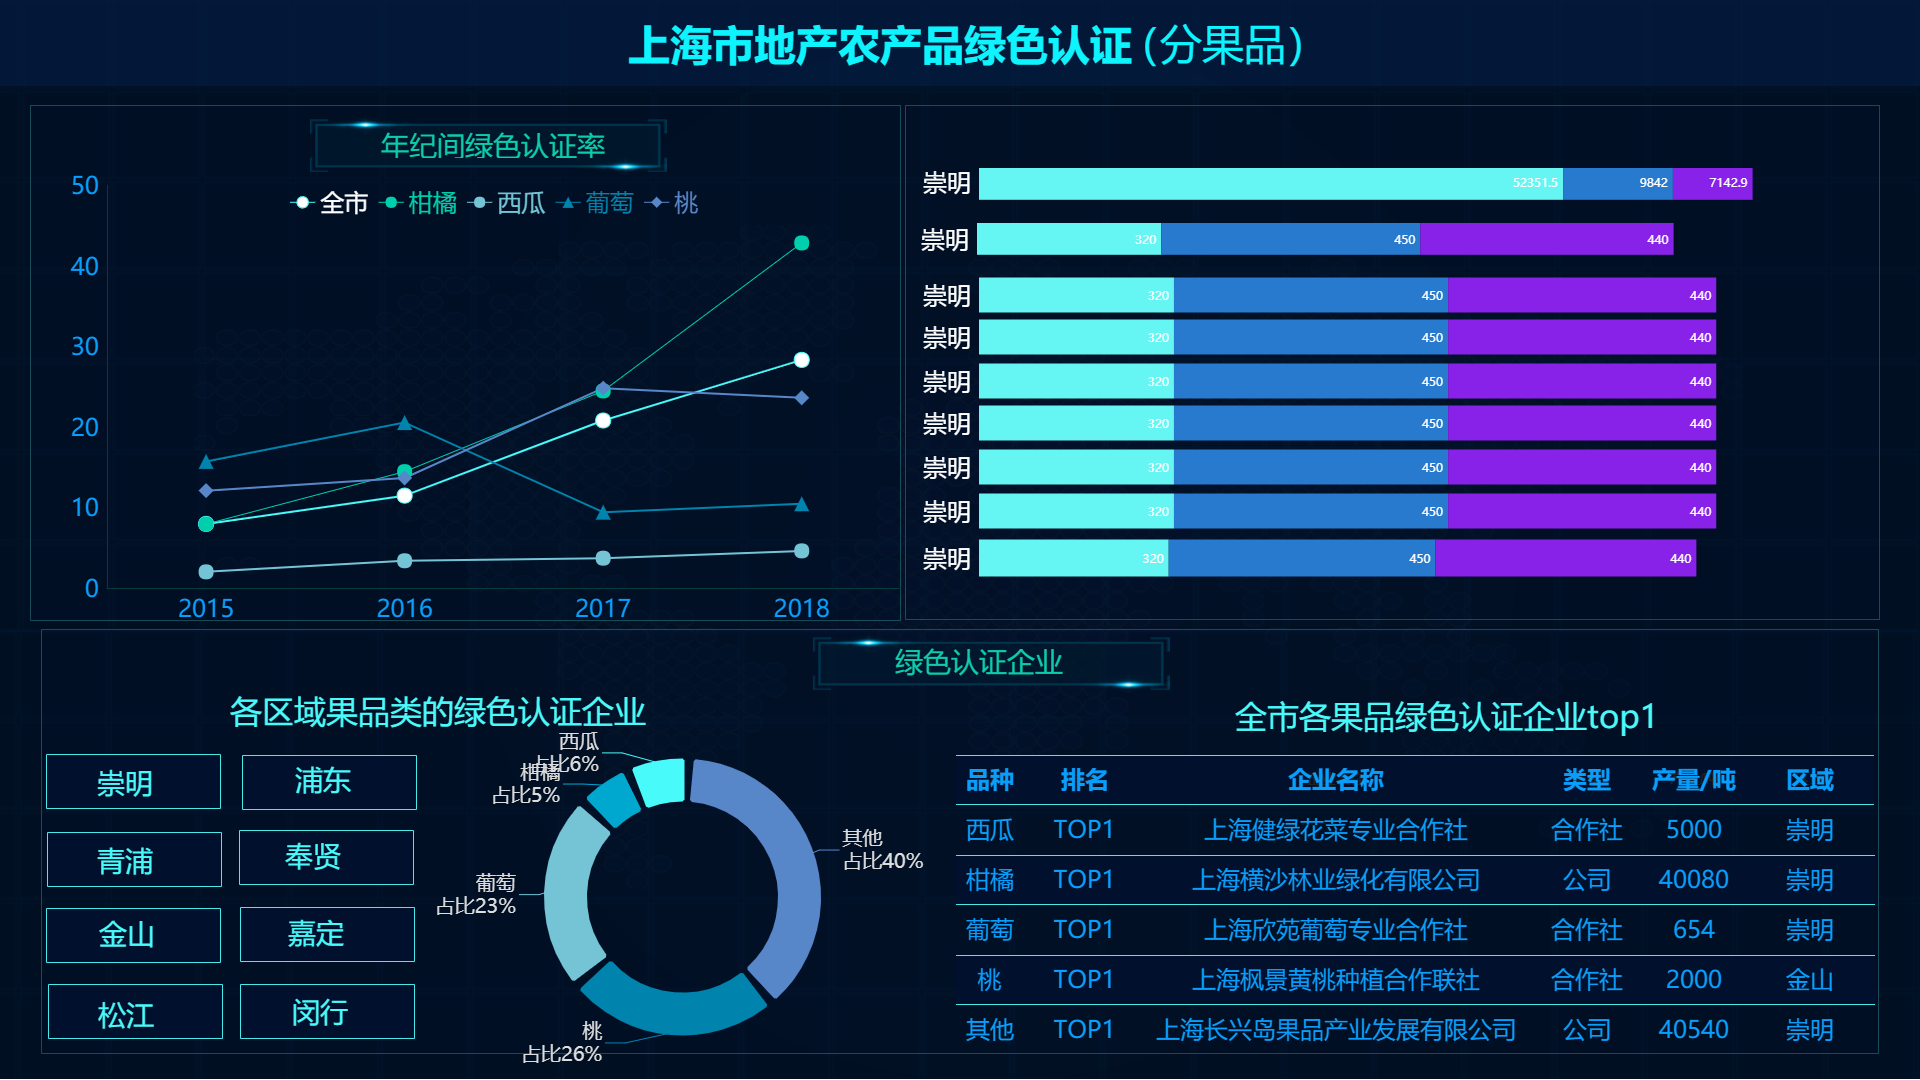 上海市地产农产品绿色认证(分果品)
年纪间绿色认证率
全市 柑橘 西瓜 葡萄 桃
50
40
30
20
10
0
2015 2016 2017 2018
崇明 52351.5 9842 7142.9
崇明 320 450 440
崇明 320 450 440
崇明 320 450 440
崇明 320 450 440
崇明 320 450 440
崇明 320 450 440
崇明 320 450 440
崇明 320 450 440
绿色认证企业
各区域果品类的绿色认证企业
崇明 浦东
青浦 奉贤
金山 嘉定
松江 闵行
西瓜
占比6%
柑橘
占比5%
其他
占比40%
葡萄
占比23%
桃
占比26%
全市各果品绿色认证企业top1
品种 排名 企业名称 类型 产量/吨 区域
西瓜 TOP1 上海健绿花菜专业合作社 合作社 5000 崇明
柑橘 TOP1 上海横沙林业绿化有限公司 公司 40080 崇明
葡萄 TOP1 上海欣苑葡萄专业合作社 合作社 654 崇明
桃 TOP1 上海枫景黄桃种植合作联社 合作社 2000 金山
其他 TOP1 上海长兴岛果品产业发展有限公司 公司 40540 崇明